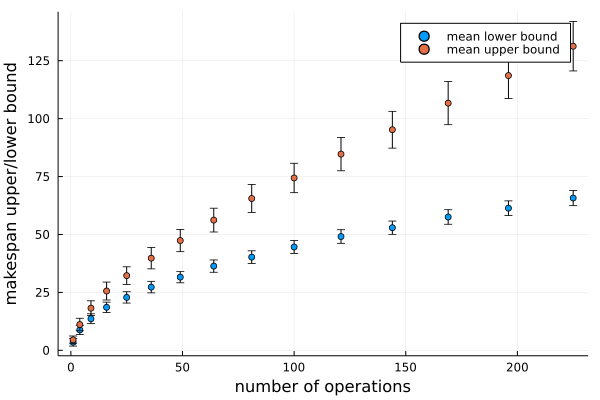 mean lower bound
mean upper bound
makespan upper/lower bound
125
100
75
50
25
0
0 50 100 150 200
number of operations